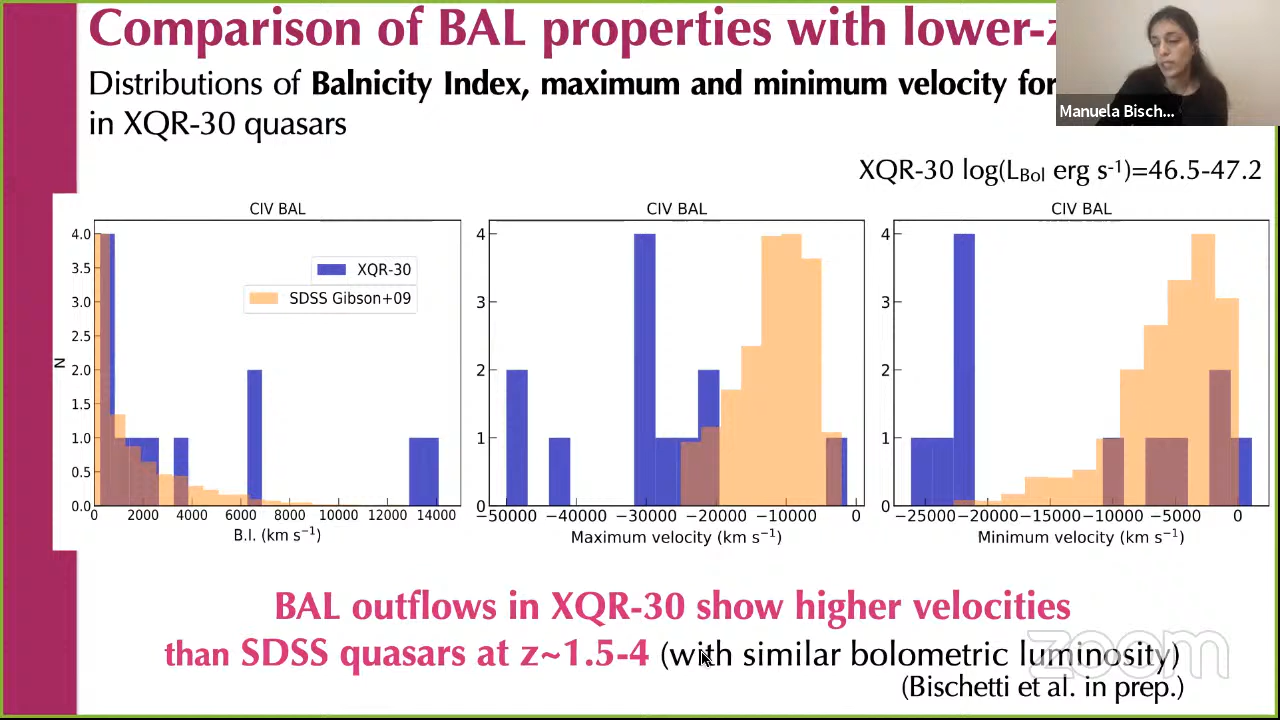 Comparison of BAL properties with lower-z
Distributions of Balnicity Index, maximum and minimum velocity for
in XQR-30 quasars
Manuela Bisch...
XQR-30 log(LBol erg s-1)=46.5-47.2
CIV BAL
4.0
3.5
3.0
2.5
2.0
1.5
1.0
0.5
0.0
N
XQR-30
SDSS Gibson+09
0 2000 4000 6000 8000 10000 12000 14000
B.I. (km s−1)
CIV BAL
4
3
2
1
0
−50000 −40000 −30000 −20000 −10000 0
Maximum velocity (km s−1)
CIV BAL
4
3
2
1
0
−25000 −20000 −15000 −10000 −5000 0
Minimum velocity (km s−1)
BAL outflows in XQR-30 show higher velocities
than SDSS quasars at z~1.5-4 (with similar bolometric luminosity)
(Bischetti et al. in prep.)
zoom